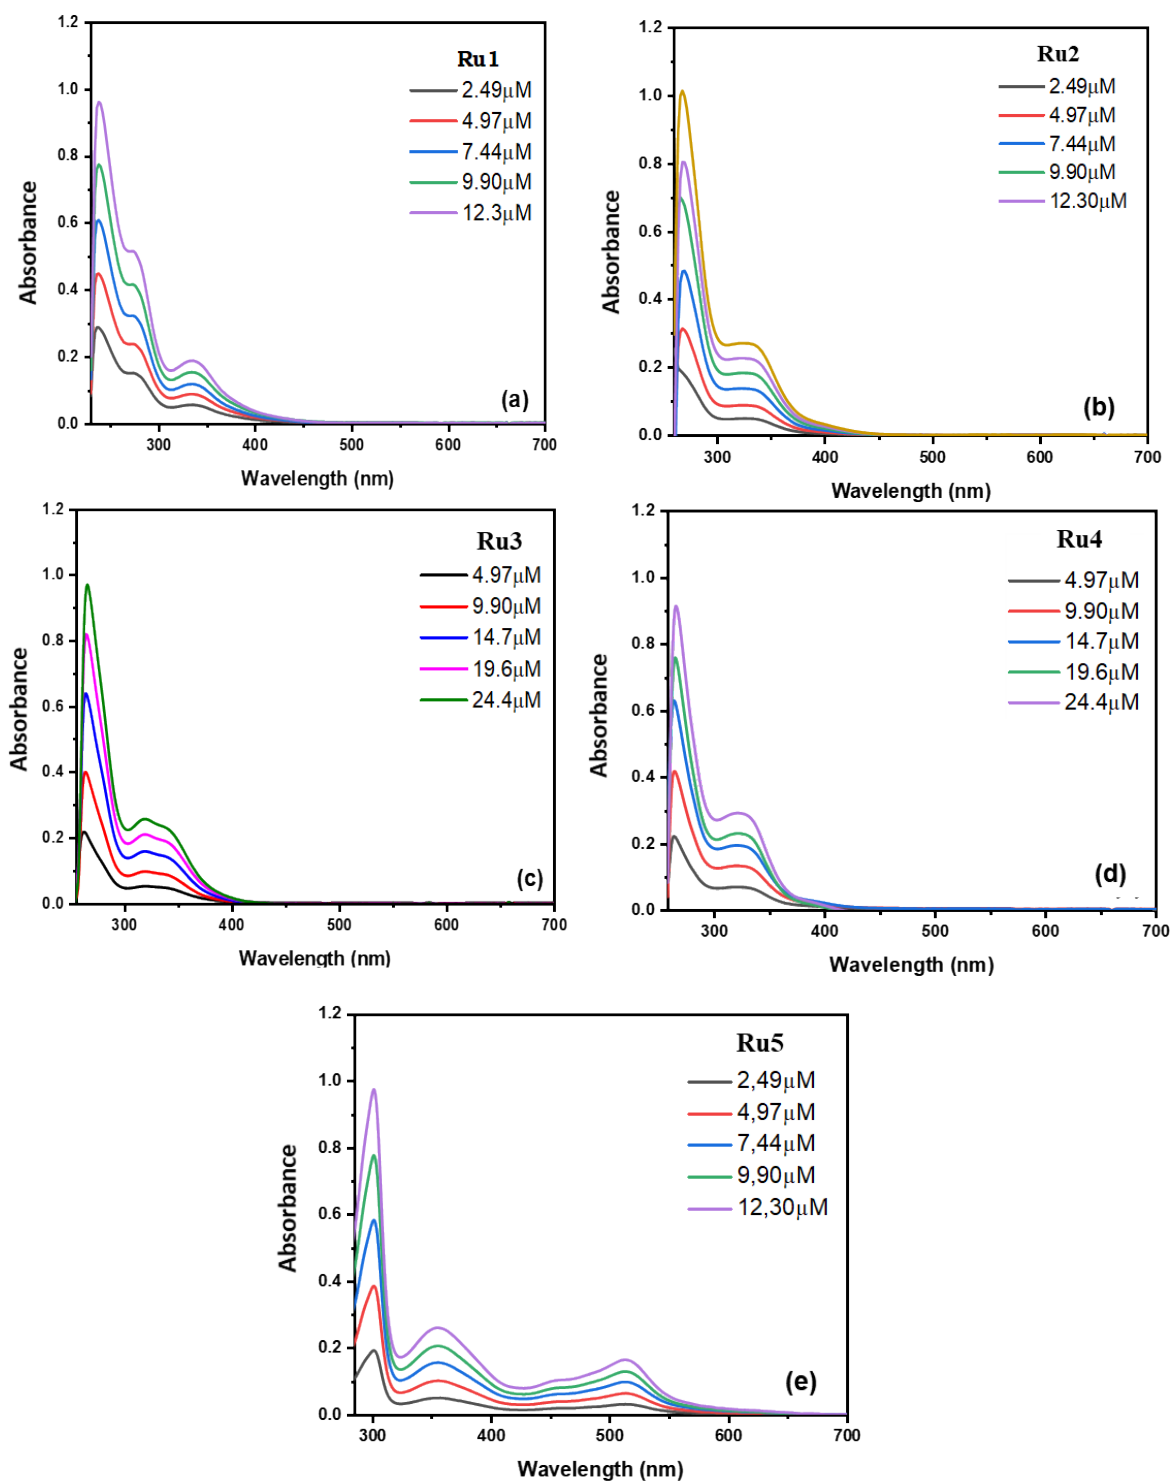 1.2
1.0
0.8
0.6
0.4
0.2
0.0
Absorbance
Ru1
2.49μM
4.97μM
7.44μM
9.90μM
12.3μM
(a)
300 400 500 600 700
Wavelength (nm)
1.2
1.0
0.8
0.6
0.4
0.2
0.0
Absorbance
Ru2
2.49μM
4.97μM
7.44μM
9.90μM
12.30μM
(b)
300 400 500 600 700
Wavelength (nm)
1.2
1.0
0.8
0.6
0.4
0.2
0.0
Absorbance
Ru3
4.97μM
9.90μM
14.7μM
19.6μM
24.4μM
(c)
300 400 500 600 700
Wavelength (nm)
1.2
1.0
0.8
0.6
0.4
0.2
0.0
Absorbance
Ru4
4.97μM
9.90μM
14.7μM
19.6μM
24.4μM
(d)
300 400 500 600 700
Wavelength (nm)
1.2
1.0
0.8
0.6
0.4
0.2
0.0
Absorbance
Ru5
2,49μM
4,97μM
7,44μM
9,90μM
12,30μM
(e)
300 400 500 600 700
Wavelength (nm)